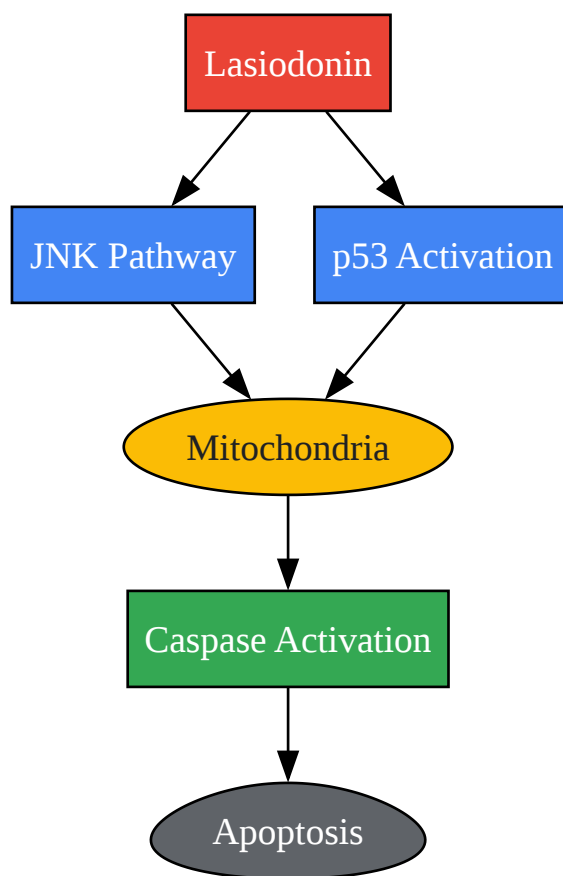 Lasiodonin
JNK Pathway
p53 Activation
Mitochondria
Caspase Activation
Apoptosis